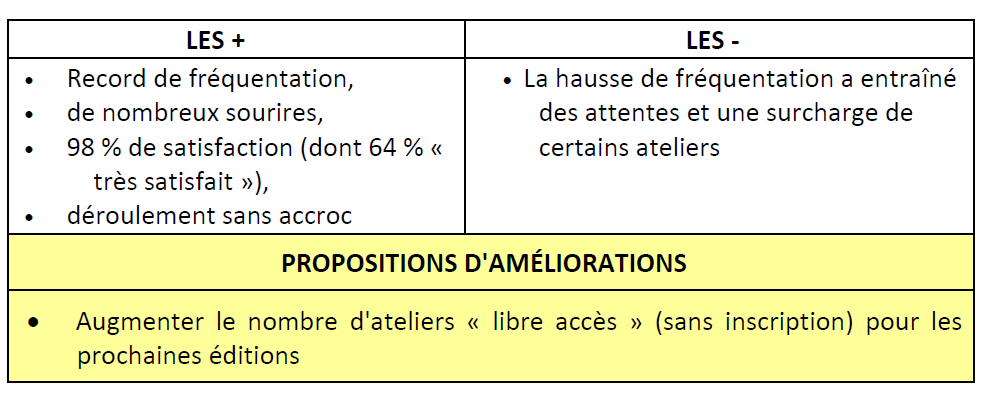 LES +
• Record de fréquentation,
• de nombreux sourires,
• 98 % de satisfaction (dont 64 % «
très satisfait »),
• déroulement sans accroc
LES -
• La hausse de fréquentation a entraîné
des attentes et une surcharge de
certains ateliers
PROPOSITIONS D'AMÉLIORATIONS
• Augmenter le nombre d'ateliers « libre accès » (sans inscription) pour les
prochaines éditions